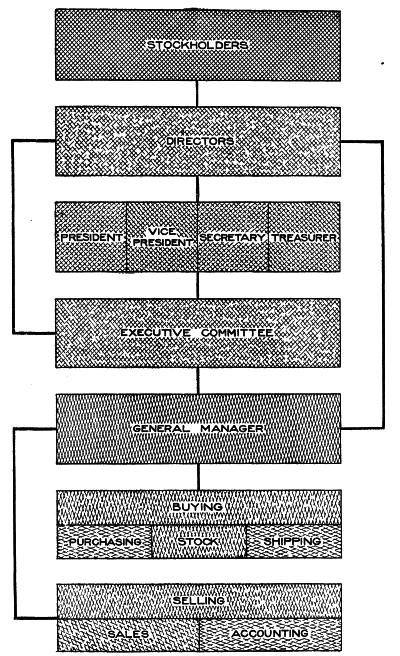 STOCKHOLDERS
DIRECTORS
PRESIDENT
VICE
PRESIDENT
SECRETARY
TREASURER
EXECUTIVE COMMITTEE
GENERAL MANAGER
BUYING
PURCHASING
STOCK
SHIPPING
SELLING
SALES
ACCOUNTING